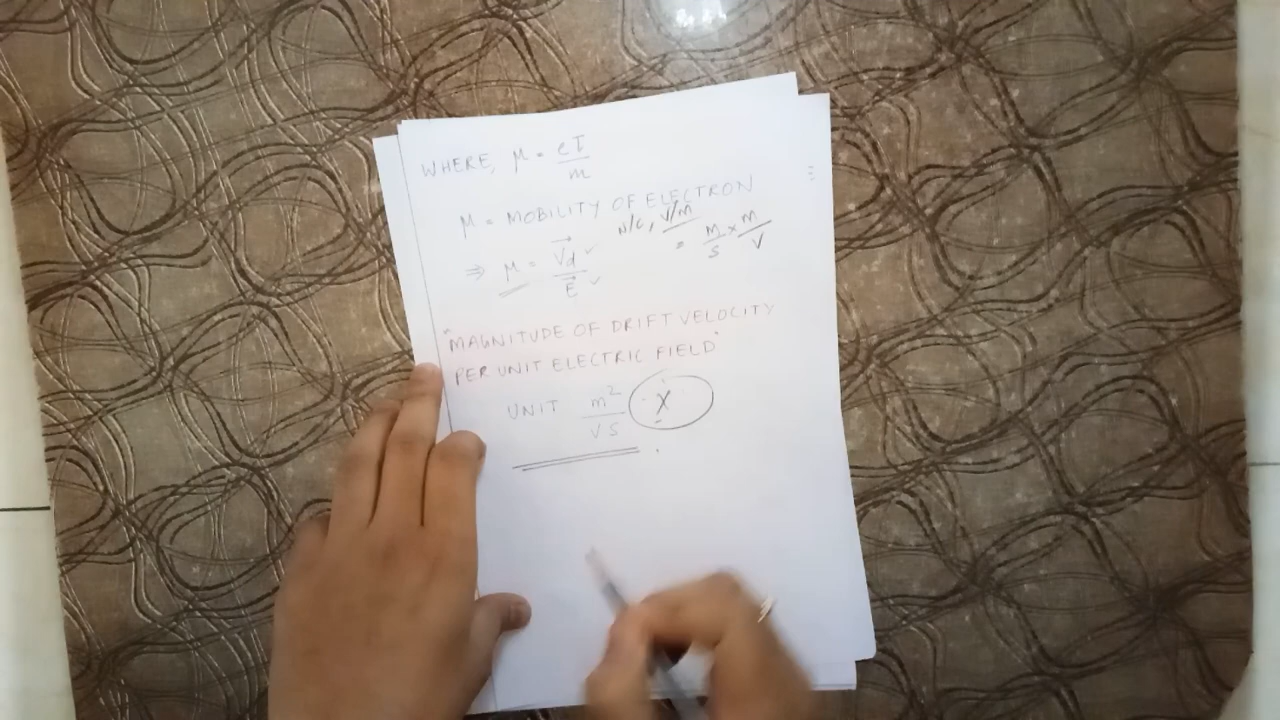 WHERE, μ = eτ/m
μ = MOBILITY OF ELECTRON
N/C, V/m
⇒ μ = Vd/E
= m/s × m/V
"MAGNITUDE OF DRIFT VELOCITY
PER UNIT ELECTRIC FIELD"
UNIT m²/VS X